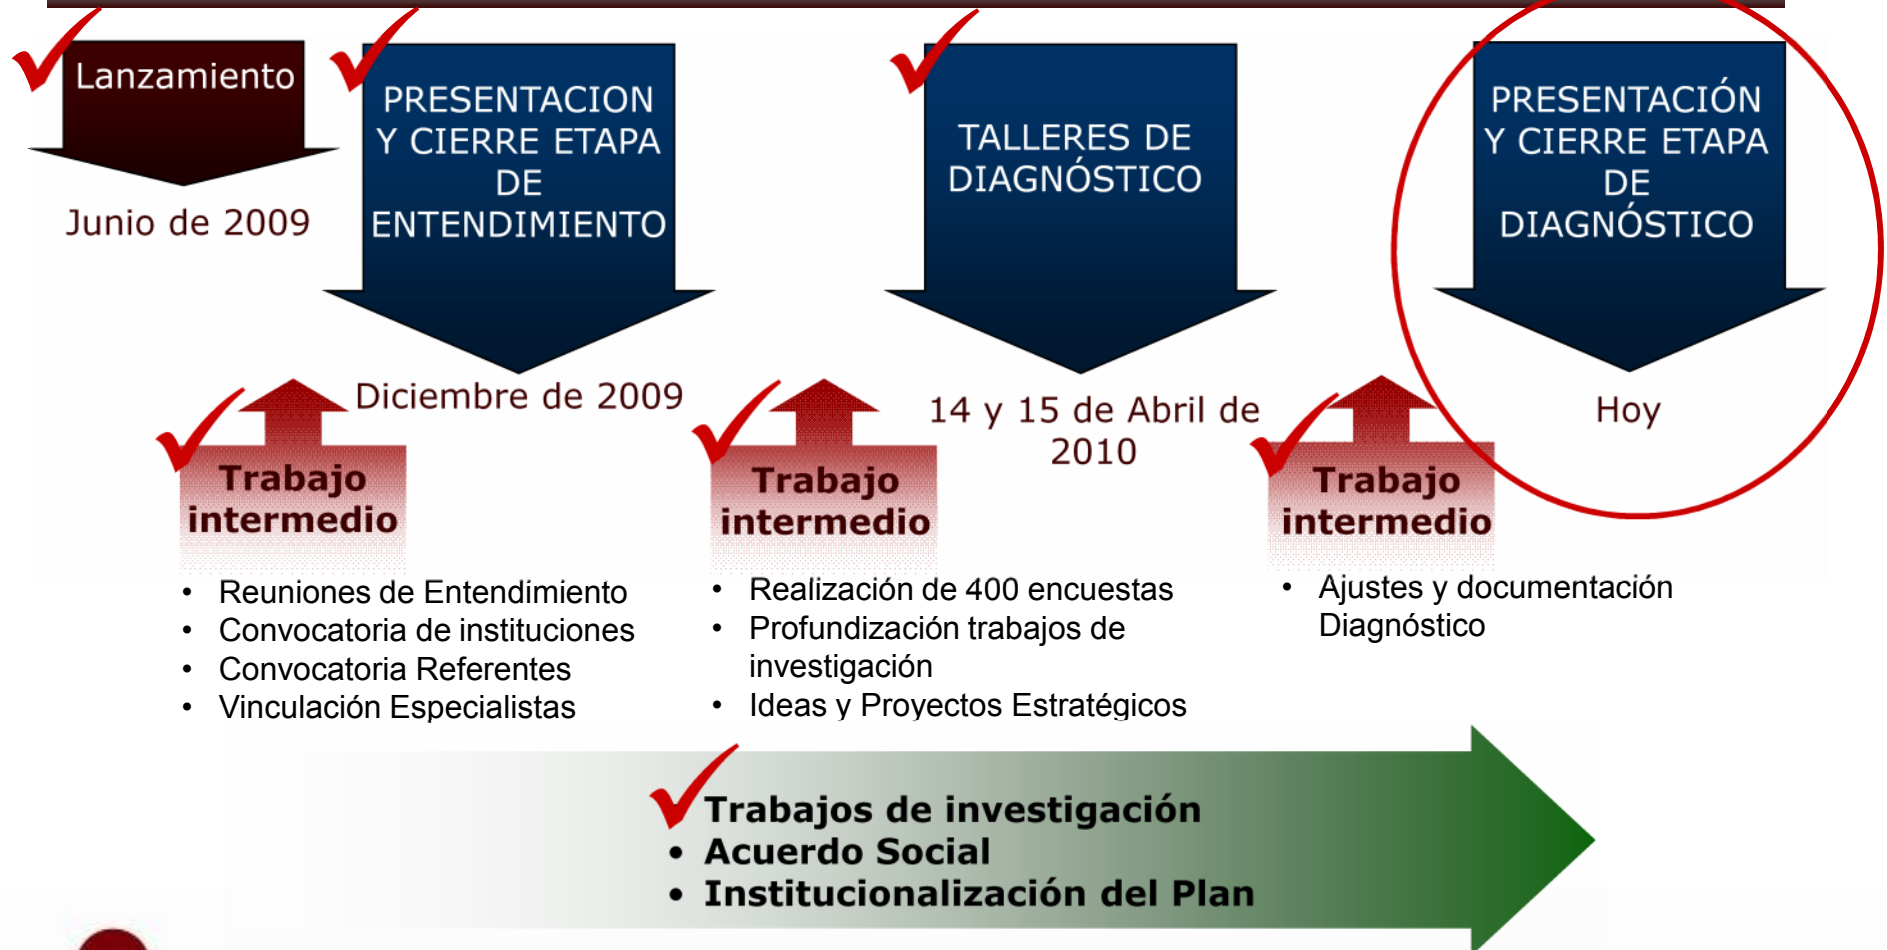 Lanzamiento
Junio de 2009
PRESENTACION
Y CIERRE ETAPA
DE
ENTENDIMIENTO
Diciembre de 2009
TALLERES DE
DIAGNÓSTICO
14 y 15 de Abril de
2010
PRESENTACIÓN
Y CIERRE ETAPA
DE
DIAGNÓSTICO
Hoy
Trabajo
intermedio
• Reuniones de Entendimiento
• Convocatoria de instituciones
• Convocatoria Referentes
• Vinculación Especialistas
Trabajo
intermedio
• Realización de 400 encuestas
• Profundización trabajos de
investigación
• Ideas y Proyectos Estratégicos
Trabajo
intermedio
• Ajustes y documentación
Diagnóstico
Trabajos de investigación
• Acuerdo Social
• Institucionalización del Plan